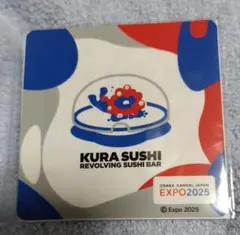 KURA SUSHI
REVOLVING SUSHI BAR
OSAKA, KANSAI, JAPAN
EXPO2025
© Expo 2025